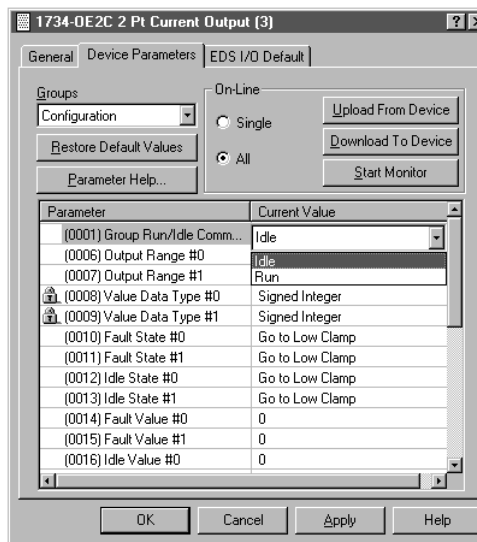 1734-OE2C 2 Pt Current Output (3)
General Device Parameters EDS I/O Default
Groups
Configuration
Restore Default Values
Parameter Help...
On-Line
Single
All
Upload From Device
Download To Device
Start Monitor
Parameter Current Value
(0001) Group Run/Idle Comm... Idle
(0006) Output Range #0 Idle
(0007) Output Range #1 Run
(0008) Value Data Type #0 Signed Integer
(0009) Value Data Type #1 Signed Integer
(0010) Fault State #0 Go to Low Clamp
(0011) Fault State #1 Go to Low Clamp
(0012) Idle State #0 Go to Low Clamp
(0013) Idle State #1 Go to Low Clamp
(0014) Fault Value #0 0
(0015) Fault Value #1 0
(0016) Idle Value #0 0
OK Cancel Apply Help